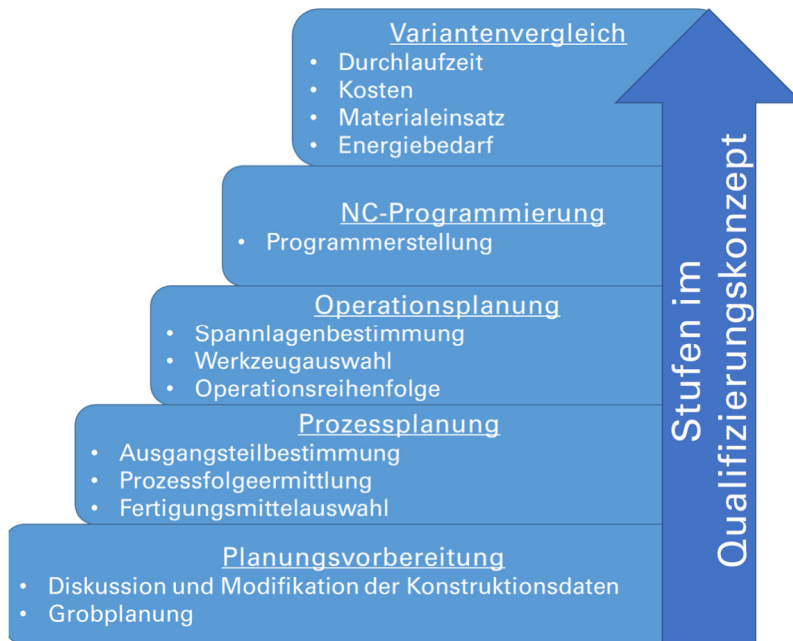 Variantenvergleich
• Durchlaufzeit
• Kosten
• Materialeinsatz
• Energiebedarf
NC-Programmierung
• Programmerstellung
Operationsplanung
• Spannlagenbestimmung
• Werkzeugauswahl
• Operationsreihenfolge
Prozessplanung
• Ausgangsteilbestimmung
• Prozessfolgeermittlung
• Fertigungsmittelauswahl
Planungsvorbereitung
• Diskussion und Modifikation der Konstruktionsdaten
• Grobplanung
Stufen im
Qualifizierungskonzept